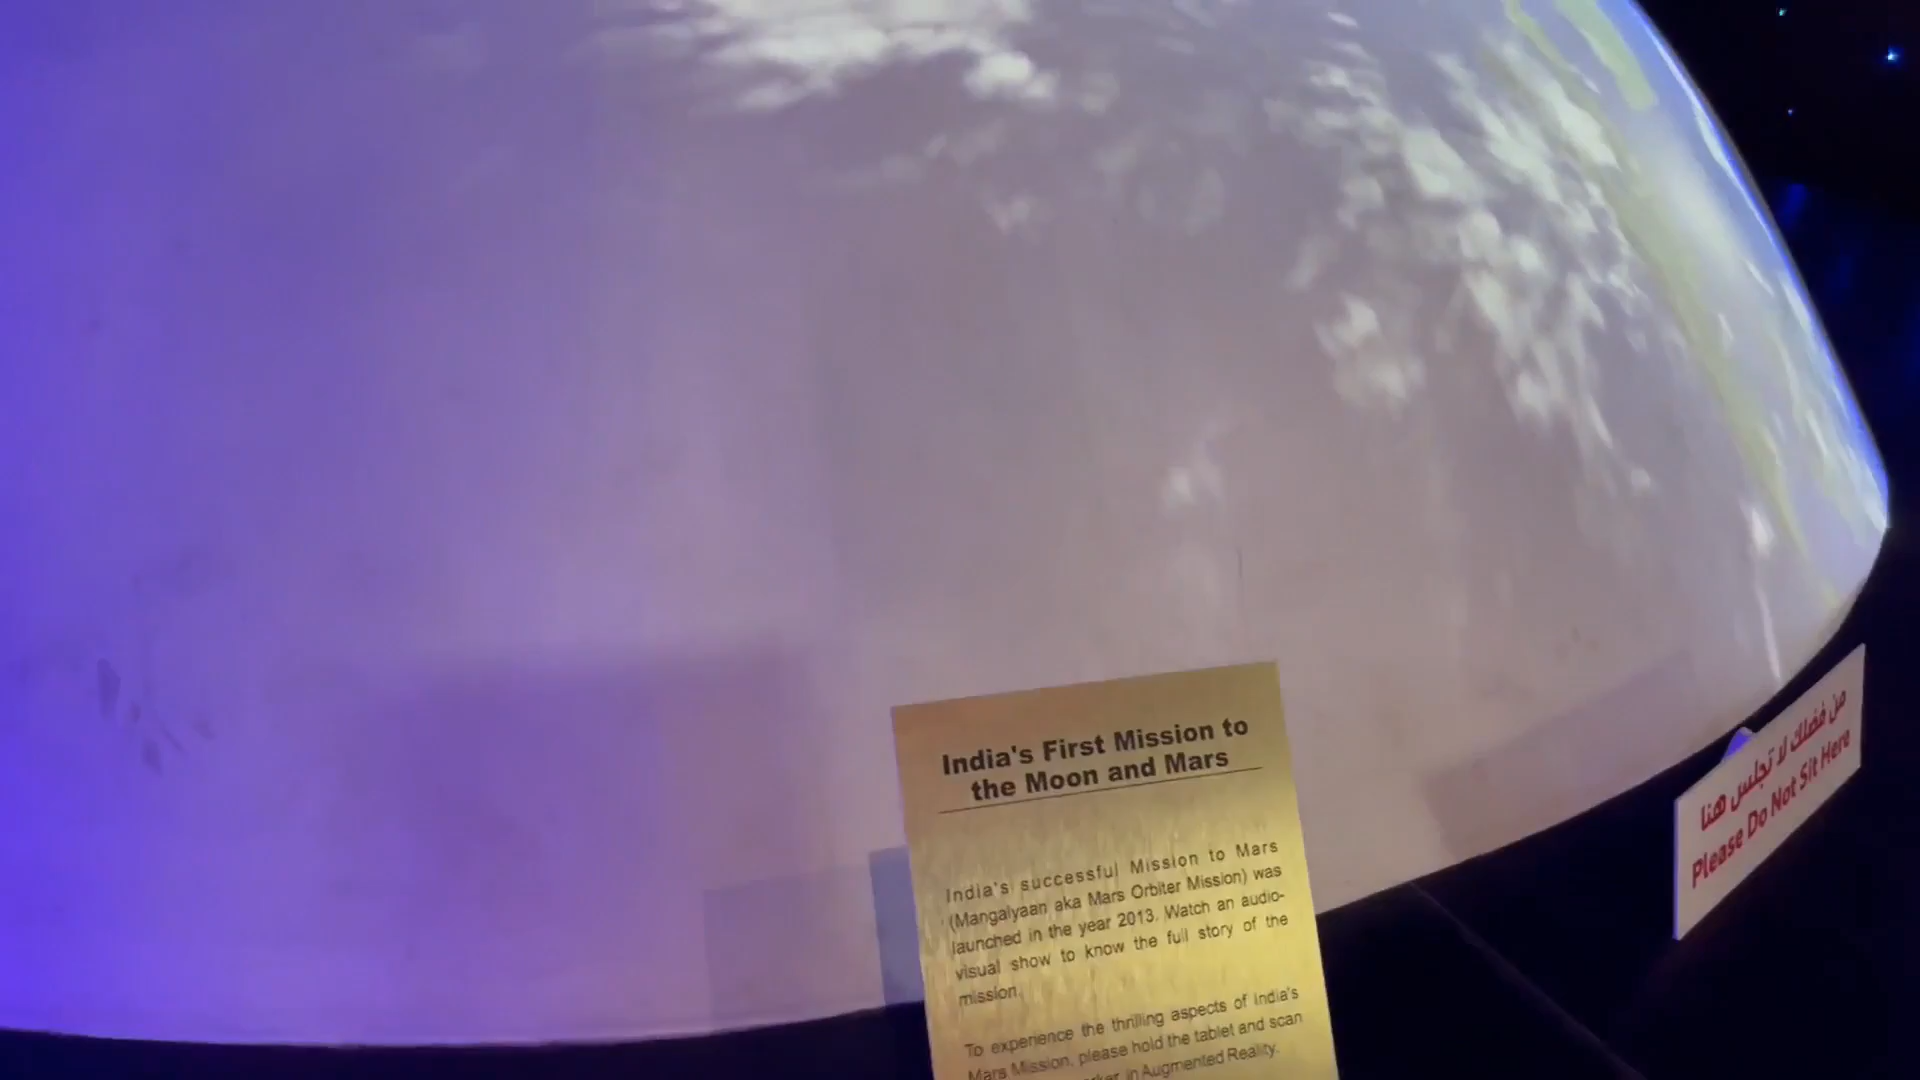 India's First Mission to
the Moon and Mars
India's successful Mission to Mars
(Mangalyaan aka Mars Orbiter Mission) was
launched in the year 2013. Watch an audio-
visual show to know the full story of the
mission.
To experience the thrilling aspects of India's
Mars Mission, please hold the tablet and scan
in Augmented Reality.
من فضلك لا تجلس هنا
Please Do Not Sit Here